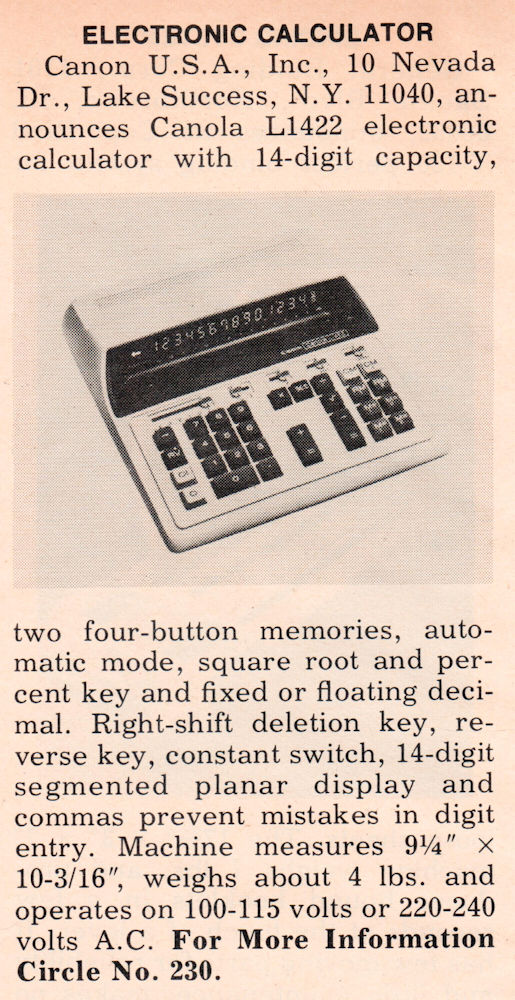 ELECTRONIC CALCULATOR
Canon U.S.A., Inc., 10 Nevada
Dr., Lake Success, N.Y. 11040, an-
nounces Canola L1422 electronic
calculator with 14-digit capacity,
12345678901234
two four-button memories, auto-
matic mode, square root and per-
cent key and fixed or floating deci-
mal. Right-shift deletion key, re-
verse key, constant switch, 14-digit
segmented planar display and
commas prevent mistakes in digit
entry. Machine measures 9¼″ ×
10-3/16″, weighs about 4 lbs. and
operates on 100-115 volts or 220-240
volts A.C. For More Information
Circle No. 230.